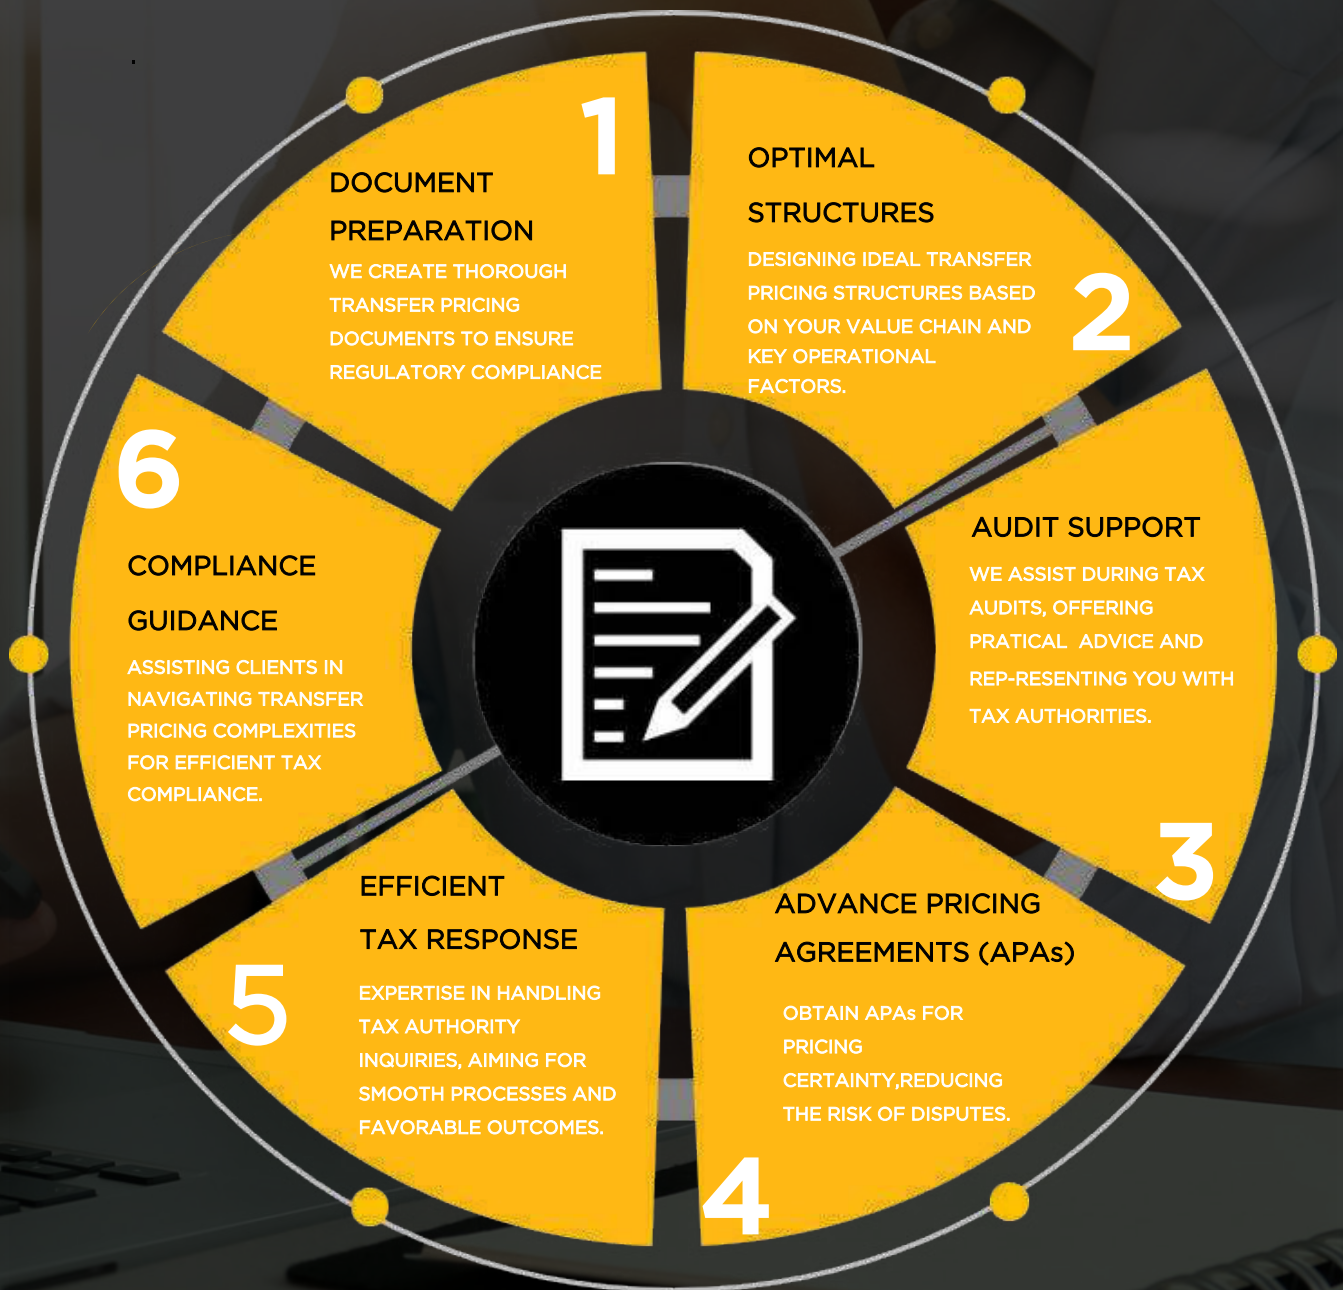 1
DOCUMENT
PREPARATION
WE CREATE THOROUGH
TRANSFER PRICING
DOCUMENTS TO ENSURE
REGULATORY COMPLIANCE
OPTIMAL
STRUCTURES
DESIGNING IDEAL TRANSFER
PRICING STRUCTURES BASED
ON YOUR VALUE CHAIN AND
KEY OPERATIONAL
FACTORS.
2
AUDIT SUPPORT
WE ASSIST DURING TAX
AUDITS, OFFERING
PRATICAL ADVICE AND
REP-RESENTING YOU WITH
TAX AUTHORITIES.
3
ADVANCE PRICING
AGREEMENTS (APAs)
OBTAIN APAs FOR
PRICING
CERTAINTY,REDUCING
THE RISK OF DISPUTES.
4
EFFICIENT
TAX RESPONSE
5
EXPERTISE IN HANDLING
TAX AUTHORITY
INQUIRIES, AIMING FOR
SMOOTH PROCESSES AND
FAVORABLE OUTCOMES.
6
COMPLIANCE
GUIDANCE
ASSISTING CLIENTS IN
NAVIGATING TRANSFER
PRICING COMPLEXITIES
FOR EFFICIENT TAX
COMPLIANCE.